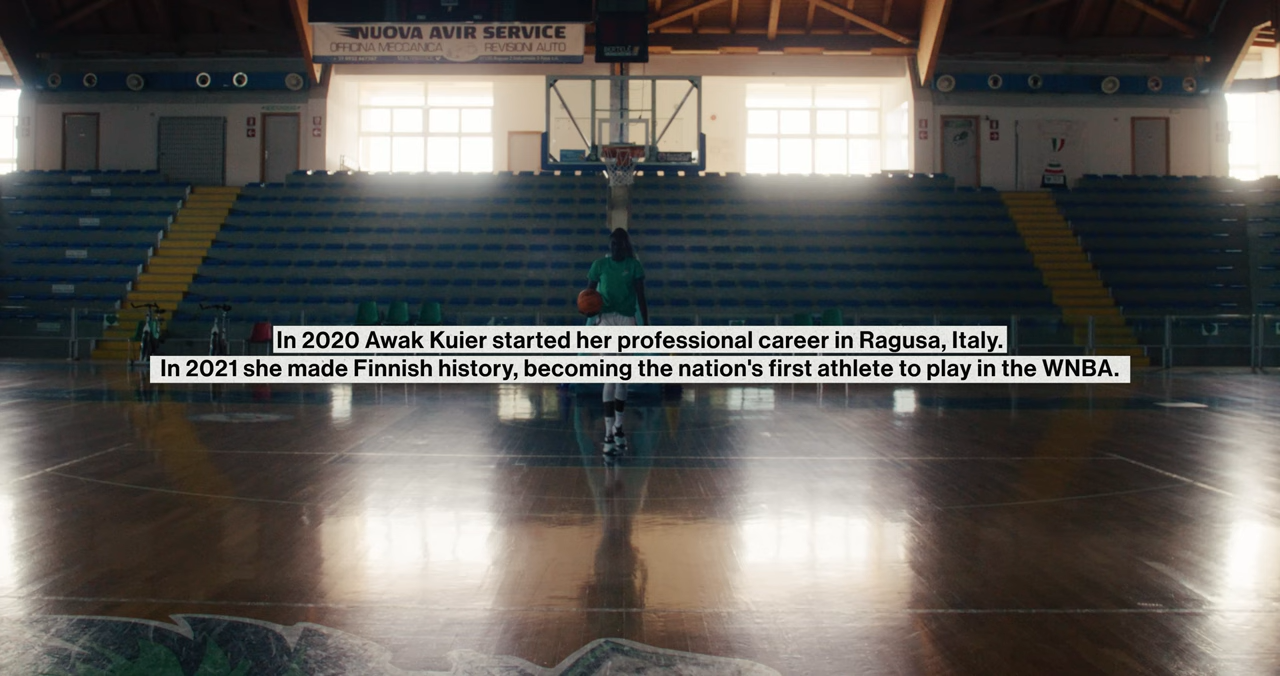 NUOVA AVIR SERVICE
OFFICINA MECCANICA REVISIONI AUTO
In 2020 Awak Kuier started her professional career in Ragusa, Italy.
In 2021 she made Finnish history, becoming the nation's first athlete to play in the WNBA.